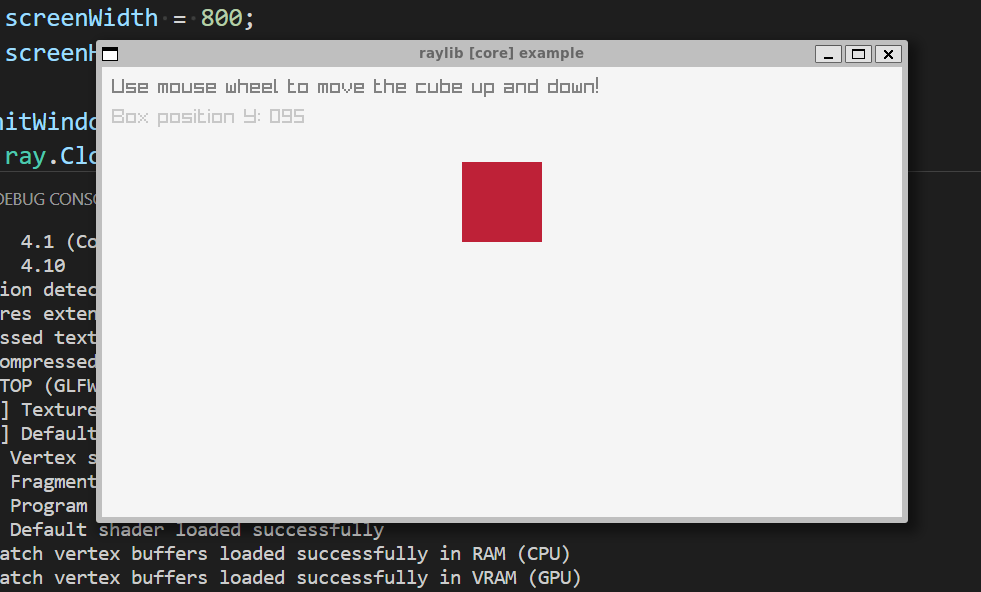 screenWidth = 800;
screenH
raylib [core] example
Use mouse wheel to move the cube up and down!
Box position Y: 095
nitWindo
ray.Clo
DEBUG CONSO
4.1 (Co
4.10
ion detec
res exten
ssed text
ompressed
TOP (GLFW
] Texture
] Default
Vertex s
Fragment
Program
Default shader loaded successfully
atch vertex buffers loaded successfully in RAM (CPU)
atch vertex buffers loaded successfully in VRAM (GPU)